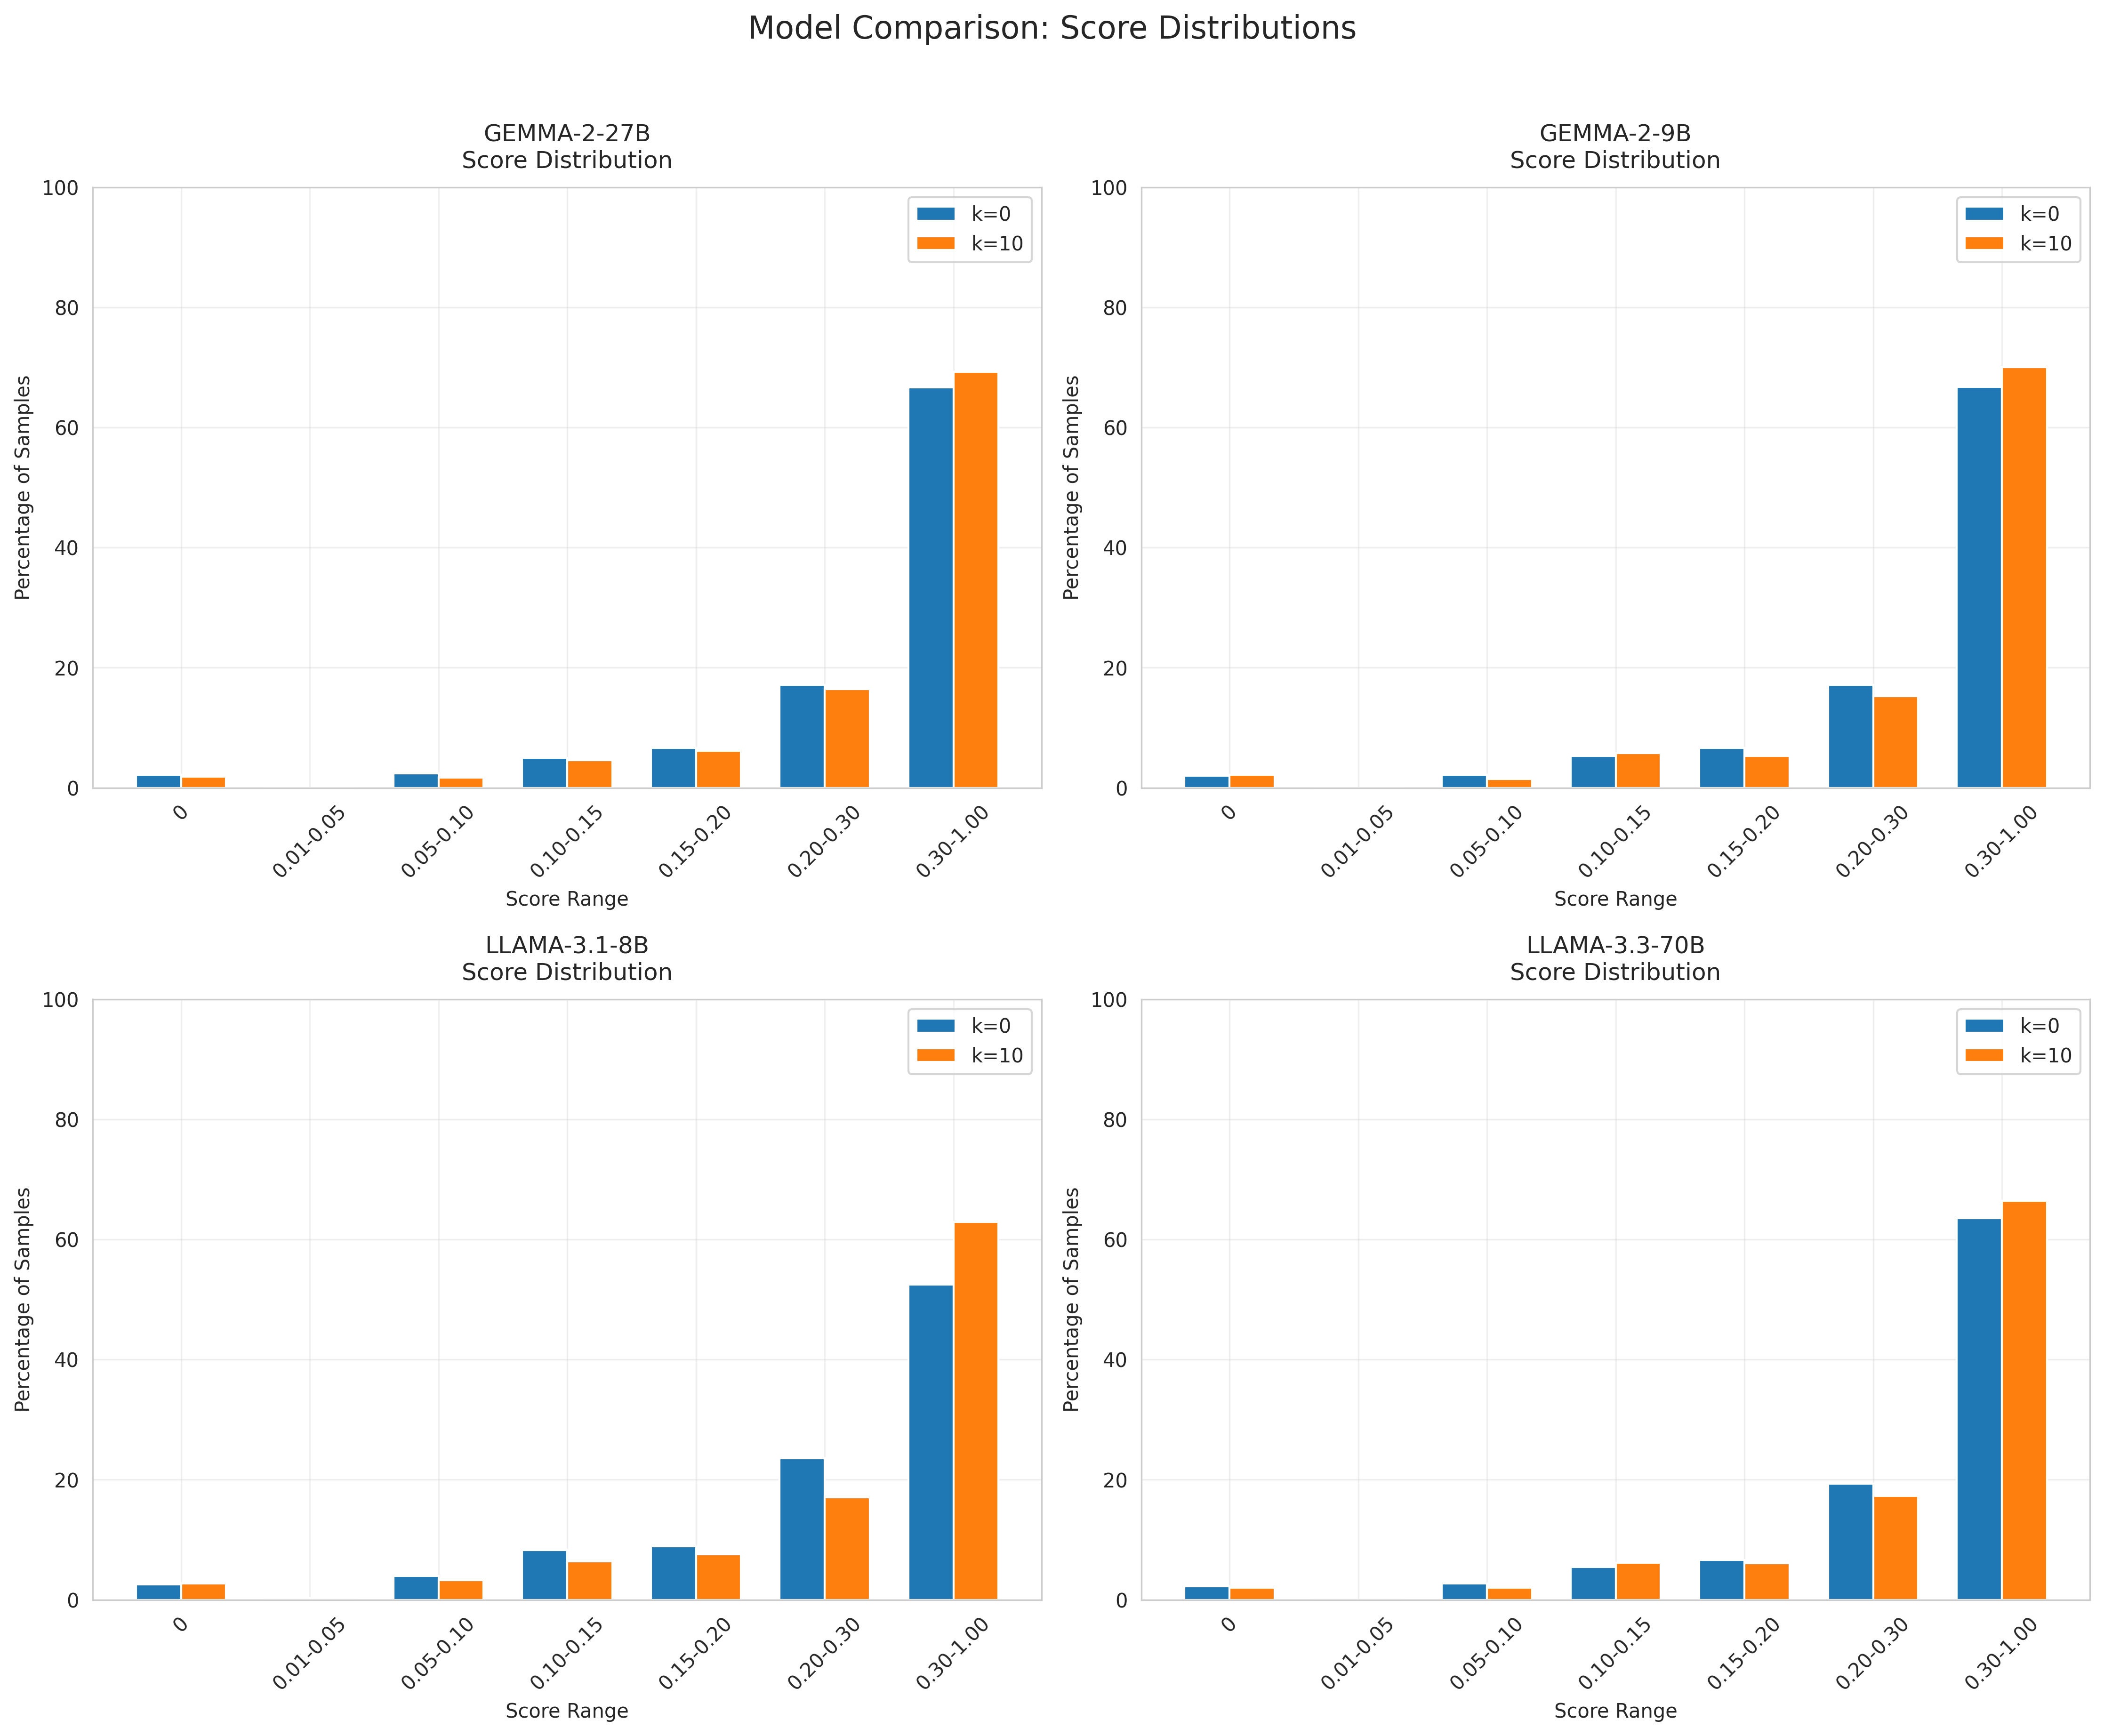 Model Comparison: Score Distributions
GEMMA-2-27B
Score Distribution
100
80
60
40
20
0
Percentage of Samples
k=0
k=10
0
0.01-0.05
0.05-0.10
0.10-0.15
0.15-0.20
0.20-0.30
0.30-1.00
Score Range
GEMMA-2-9B
Score Distribution
100
80
60
40
20
0
Percentage of Samples
k=0
k=10
0
0.01-0.05
0.05-0.10
0.10-0.15
0.15-0.20
0.20-0.30
0.30-1.00
Score Range
LLAMA-3.1-8B
Score Distribution
100
80
60
40
20
0
Percentage of Samples
k=0
k=10
0
0.01-0.05
0.05-0.10
0.10-0.15
0.15-0.20
0.20-0.30
0.30-1.00
Score Range
LLAMA-3.3-70B
Score Distribution
100
80
60
40
20
0
Percentage of Samples
k=0
k=10
0
0.01-0.05
0.05-0.10
0.10-0.15
0.15-0.20
0.20-0.30
0.30-1.00
Score Range